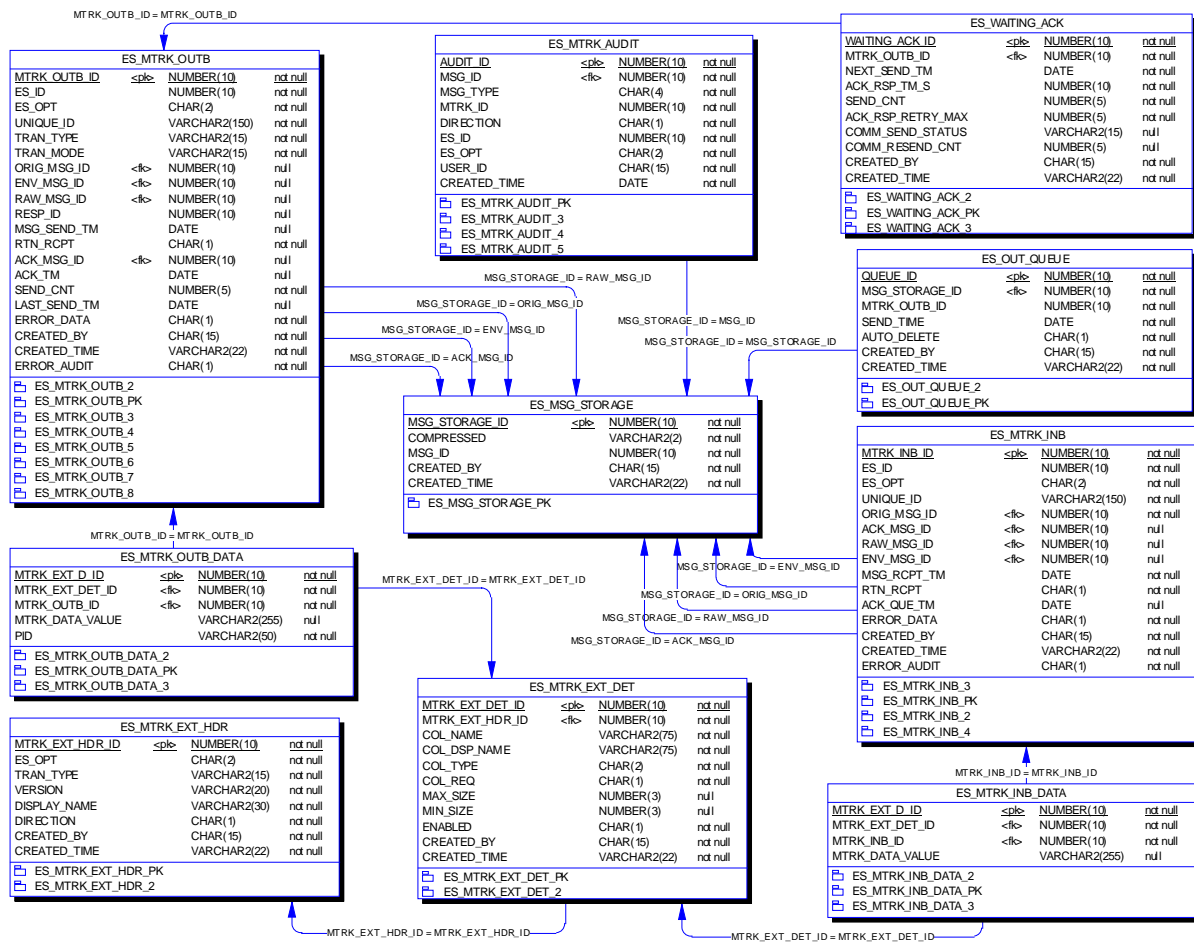 MTRK_OUTB_ID = MTRK_OUTB_ID
ES_MTRK_OUTB
MTRK_OUTB_ID <pk> NUMBER(10) not null
ES_ID NUMBER(10) not null
ES_OPT CHAR(2) not null
UNIQUE_ID VARCHAR2(150) not null
TRAN_TYPE VARCHAR2(15) not null
TRAN_MODE VARCHAR2(15) not null
ORIG_MSG_ID <fk> NUMBER(10) null
ENV_MSG_ID <fk> NUMBER(10) null
RAW_MSG_ID <fk> NUMBER(10) null
RESP_ID NUMBER(10) null
MSG_SEND_TM DATE null
RTN_RCPT CHAR(1) not null
ACK_MSG_ID <fk> NUMBER(10) null
ACK_TM DATE null
SEND_CNT NUMBER(5) not null
LAST_SEND_TM DATE null
ERROR_DATA CHAR(1) not null
CREATED_BY CHAR(15) not null
CREATED_TIME VARCHAR2(22) not null
ERROR_AUDIT CHAR(1) not null
ES_MTRK_OUTB_2
ES_MTRK_OUTB_PK
ES_MTRK_OUTB_3
ES_MTRK_OUTB_4
ES_MTRK_OUTB_5
ES_MTRK_OUTB_6
ES_MTRK_OUTB_7
ES_MTRK_OUTB_8
ES_MTRK_AUDIT
AUDIT_ID <pk> NUMBER(10) not null
MSG_ID <fk> NUMBER(10) not null
MSG_TYPE CHAR(4) not null
MTRK_ID NUMBER(10) not null
DIRECTION CHAR(1) not null
ES_ID NUMBER(10) not null
ES_OPT CHAR(2) not null
USER_ID CHAR(15) not null
CREATED_TIME DATE not null
ES_MTRK_AUDIT_PK
ES_MTRK_AUDIT_3
ES_MTRK_AUDIT_4
ES_MTRK_AUDIT_5
ES_WAITING_ACK
WAITING_ACK_ID <pk> NUMBER(10) not null
MTRK_OUTB_ID <fk> NUMBER(10) not null
NEXT_SEND_TM DATE not null
ACK_RSP_TM_S NUMBER(10) not null
SEND_CNT NUMBER(5) not null
ACK_RSP_RETRY_MAX NUMBER(5) not null
COMM_SEND_STATUS VARCHAR2(15) null
COMM_RESEND_CNT NUMBER(5) null
CREATED_BY CHAR(15) not null
CREATED_TIME VARCHAR2(22) not null
ES_WAITING_ACK_2
ES_WAITING_ACK_PK
ES_WAITING_ACK_3
ES_OUT_QUEUE
QUEUE_ID <pk> NUMBER(10) not null
MSG_STORAGE_ID <fk> NUMBER(10) not null
MTRK_OUTB_ID NUMBER(10) not null
SEND_TIME DATE not null
AUTO_DELETE CHAR(1) not null
CREATED_BY CHAR(15) not null
CREATED_TIME VARCHAR2(22) not null
ES_OUT_QUEUE_2
ES_OUT_QUEUE_PK
MSG_STORAGE_ID = RAW_MSG_ID
MSG_STORAGE_ID = ORIG_MSG_ID
MSG_STORAGE_ID = ENV_MSG_ID
MSG_STORAGE_ID = ACK_MSG_ID
MSG_STORAGE_ID = MSG_ID
MSG_STORAGE_ID = MSG_STORAGE_ID
ES_MSG_STORAGE
MSG_STORAGE_ID <pk> NUMBER(10) not null
COMPRESSED VARCHAR2(2) not null
MSG_ID NUMBER(10) not null
CREATED_BY CHAR(15) not null
CREATED_TIME VARCHAR2(22) not null
ES_MSG_STORAGE_PK
ES_MTRK_INB
MTRK_INB_ID <pk> NUMBER(10) not null
ES_ID NUMBER(10) not null
ES_OPT CHAR(2) not null
UNIQUE_ID VARCHAR2(150) not null
ORIG_MSG_ID <fk> NUMBER(10) not null
ACK_MSG_ID <fk> NUMBER(10) null
RAW_MSG_ID <fk> NUMBER(10) null
ENV_MSG_ID <fk> NUMBER(10) null
MSG_RCPT_TM DATE not null
RTN_RCPT CHAR(1) not null
ACK_QUE_TM DATE null
ERROR_DATA CHAR(1) not null
CREATED_BY CHAR(15) not null
CREATED_TIME VARCHAR2(22) not null
ERROR_AUDIT CHAR(1) not null
ES_MTRK_INB_3
ES_MTRK_INB_PK
ES_MTRK_INB_2
ES_MTRK_INB_4
MSG_STORAGE_ID = ENV_MSG_ID
MSG_STORAGE_ID = ORIG_MSG_ID
MSG_STORAGE_ID = RAW_MSG_ID
MSG_STORAGE_ID = ACK_MSG_ID
MTRK_OUTB_ID = MTRK_OUTB_ID
ES_MTRK_OUTB_DATA
MTRK_EXT_D_ID <pk> NUMBER(10) not null
MTRK_EXT_DET_ID <fk> NUMBER(10) not null
MTRK_OUTB_ID <fk> NUMBER(10) not null
MTRK_DATA_VALUE VARCHAR2(255) null
PID VARCHAR2(50) not null
ES_MTRK_OUTB_DATA_2
ES_MTRK_OUTB_DATA_PK
ES_MTRK_OUTB_DATA_3
MTRK_EXT_DET_ID = MTRK_EXT_DET_ID
ES_MTRK_EXT_DET
MTRK_EXT_DET_ID <pk> NUMBER(10) not null
MTRK_EXT_HDR_ID <fk> NUMBER(10) not null
COL_NAME VARCHAR2(75) not null
COL_DSP_NAME VARCHAR2(75) not null
COL_TYPE CHAR(2) not null
COL_REQ CHAR(1) not null
MAX_SIZE NUMBER(3) null
MIN_SIZE NUMBER(3) null
ENABLED CHAR(1) not null
CREATED_BY CHAR(15) not null
CREATED_TIME VARCHAR2(22) not null
ES_MTRK_EXT_DET_PK
ES_MTRK_EXT_DET_2
ES_MTRK_EXT_HDR
MTRK_EXT_HDR_ID <pk> NUMBER(10) not null
ES_OPT CHAR(2) not null
TRAN_TYPE VARCHAR2(15) not null
VERSION VARCHAR2(20) not null
DISPLAY_NAME VARCHAR2(30) not null
DIRECTION CHAR(1) not null
CREATED_BY CHAR(15) not null
CREATED_TIME VARCHAR2(22) not null
ES_MTRK_EXT_HDR_PK
ES_MTRK_EXT_HDR_2
MTRK_INB_ID = MTRK_INB_ID
ES_MTRK_INB_DATA
MTRK_EXT_D_ID <pk> NUMBER(10) not null
MTRK_EXT_DET_ID <fk> NUMBER(10) not null
MTRK_INB_ID <fk> NUMBER(10) not null
MTRK_DATA_VALUE VARCHAR2(255) null
ES_MTRK_INB_DATA_2
ES_MTRK_INB_DATA_PK
ES_MTRK_INB_DATA_3
MTRK_EXT_HDR_ID = MTRK_EXT_HDR_ID
MTRK_EXT_DET_ID = MTRK_EXT_DET_ID